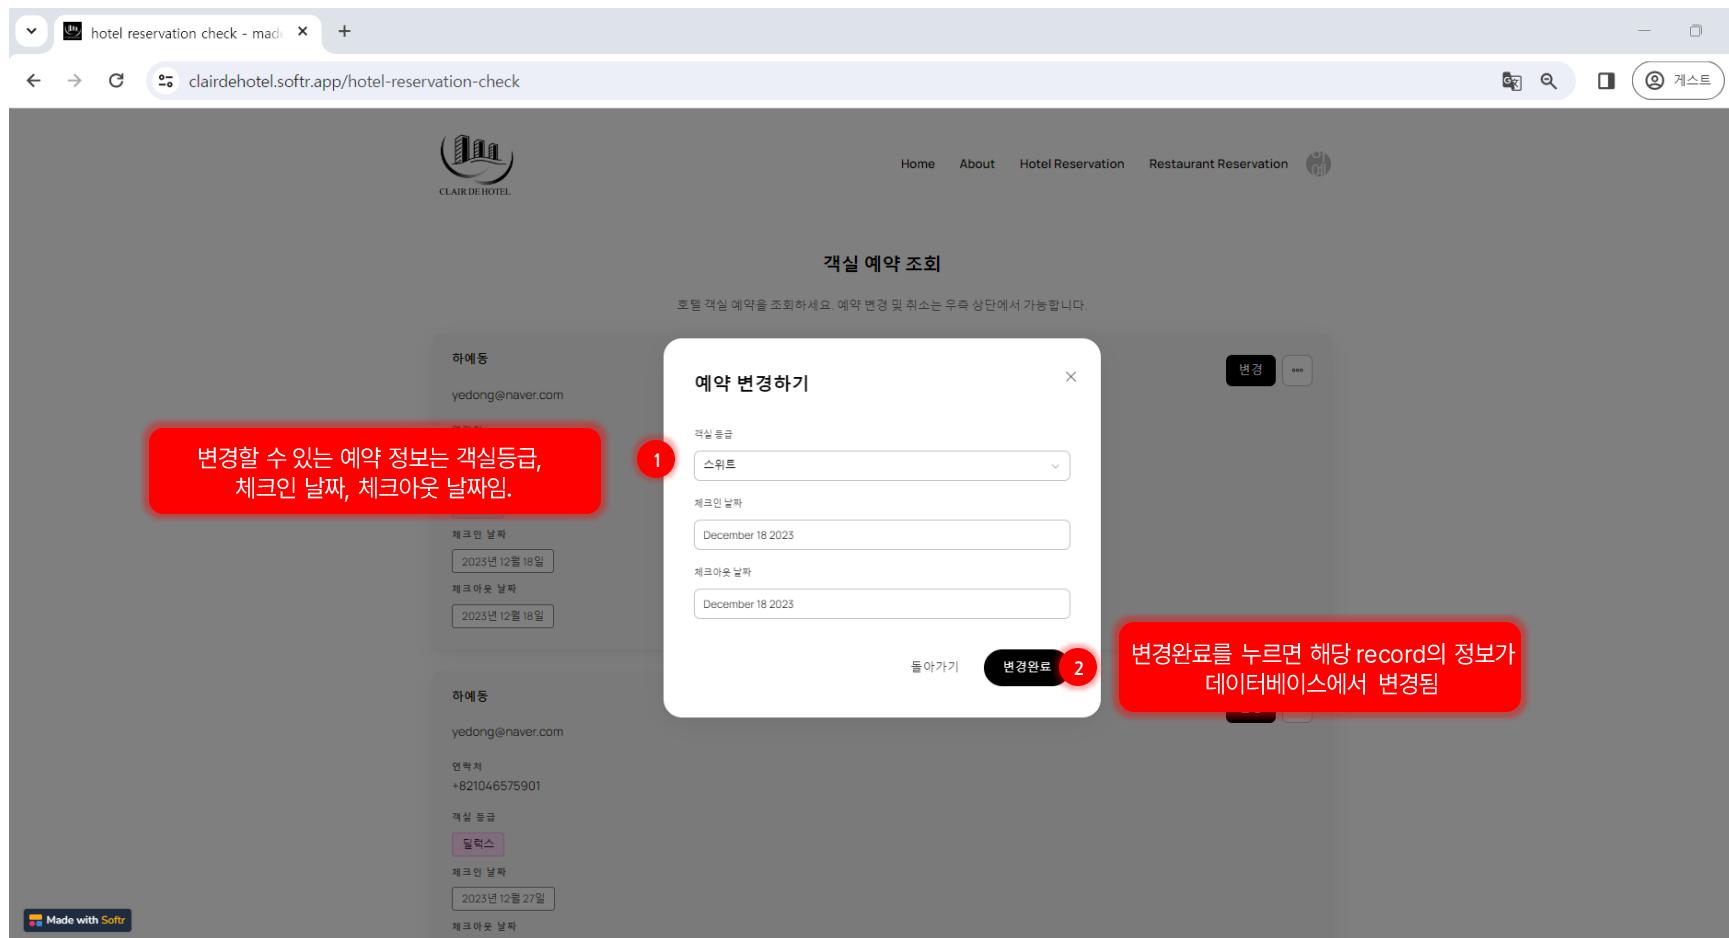 hotel reservation check - mad
clairdehotel.softr.app/hotel-reservation-check
게스트
CLAIR DE HOTEL
Home
About
Hotel Reservation
Restaurant Reservation
객실 예약 조회
호텔 객실 예약을 조회하세요. 예약 변경 및 취소는 우측 상단에서 가능합니다.
하예동
yedong@naver.com
변경
예약 변경하기
객실 등급
1
스위트
체크인 날짜
December 18 2023
체크아웃 날짜
December 18 2023
돌아가기
변경완료
2
변경할 수 있는 예약 정보는 객실등급,
체크인 날짜, 체크아웃 날짜임.
체크인 날짜
2023년 12월 18일
체크아웃 날짜
2023년 12월 18일
변경완료를 누르면 해당 record의 정보가
데이터베이스에서 변경됨
하예동
yedong@naver.com
연락처
+821046575901
객실 등급
딜럭스
체크인 날짜
2023년 12월 27일
체크아웃 날짜
Made with Softr